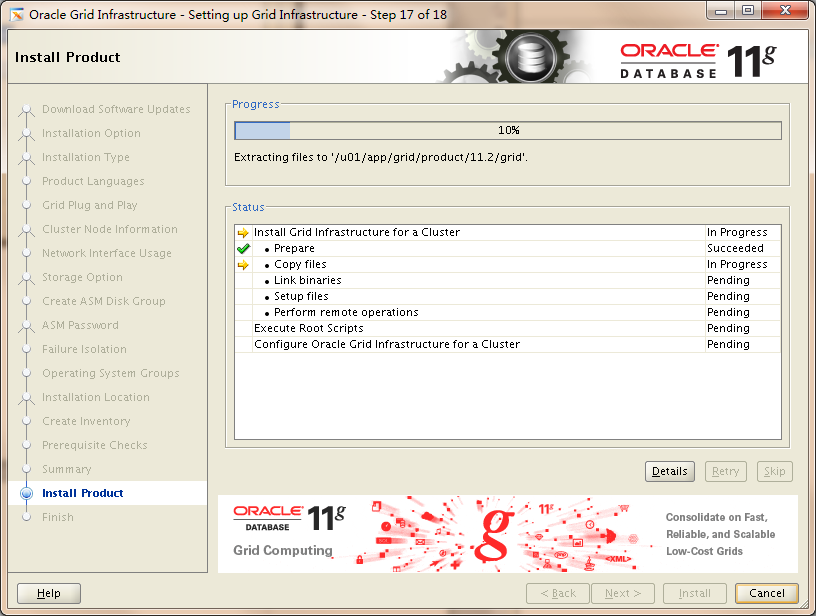 Oracle Grid Infrastructure - Setting up Grid Infrastructure - Step 17 of 18
Install Product
ORACLE
DATABASE 11g
Download Software Updates
Installation Option
Installation Type
Product Languages
Grid Plug and Play
Cluster Node Information
Network Interface Usage
Storage Option
Create ASM Disk Group
ASM Password
Failure Isolation
Operating System Groups
Installation Location
Create Inventory
Prerequisite Checks
Summary
Install Product
Finish
Progress
10%
Extracting files to '/u01/app/grid/product/11.2/grid'.
Status
Install Grid Infrastructure for a Cluster In Progress
• Prepare Succeeded
• Copy files In Progress
• Link binaries Pending
• Setup files Pending
• Perform remote operations Pending
Execute Root Scripts Pending
Configure Oracle Grid Infrastructure for a Cluster Pending
Details Retry Skip
ORACLE
DATABASE 11g
Grid Computing
g
11g
<XML>
Consolidate on Fast,
Reliable, and Scalable
Low-Cost Grids
Help < Back Next > Install Cancel